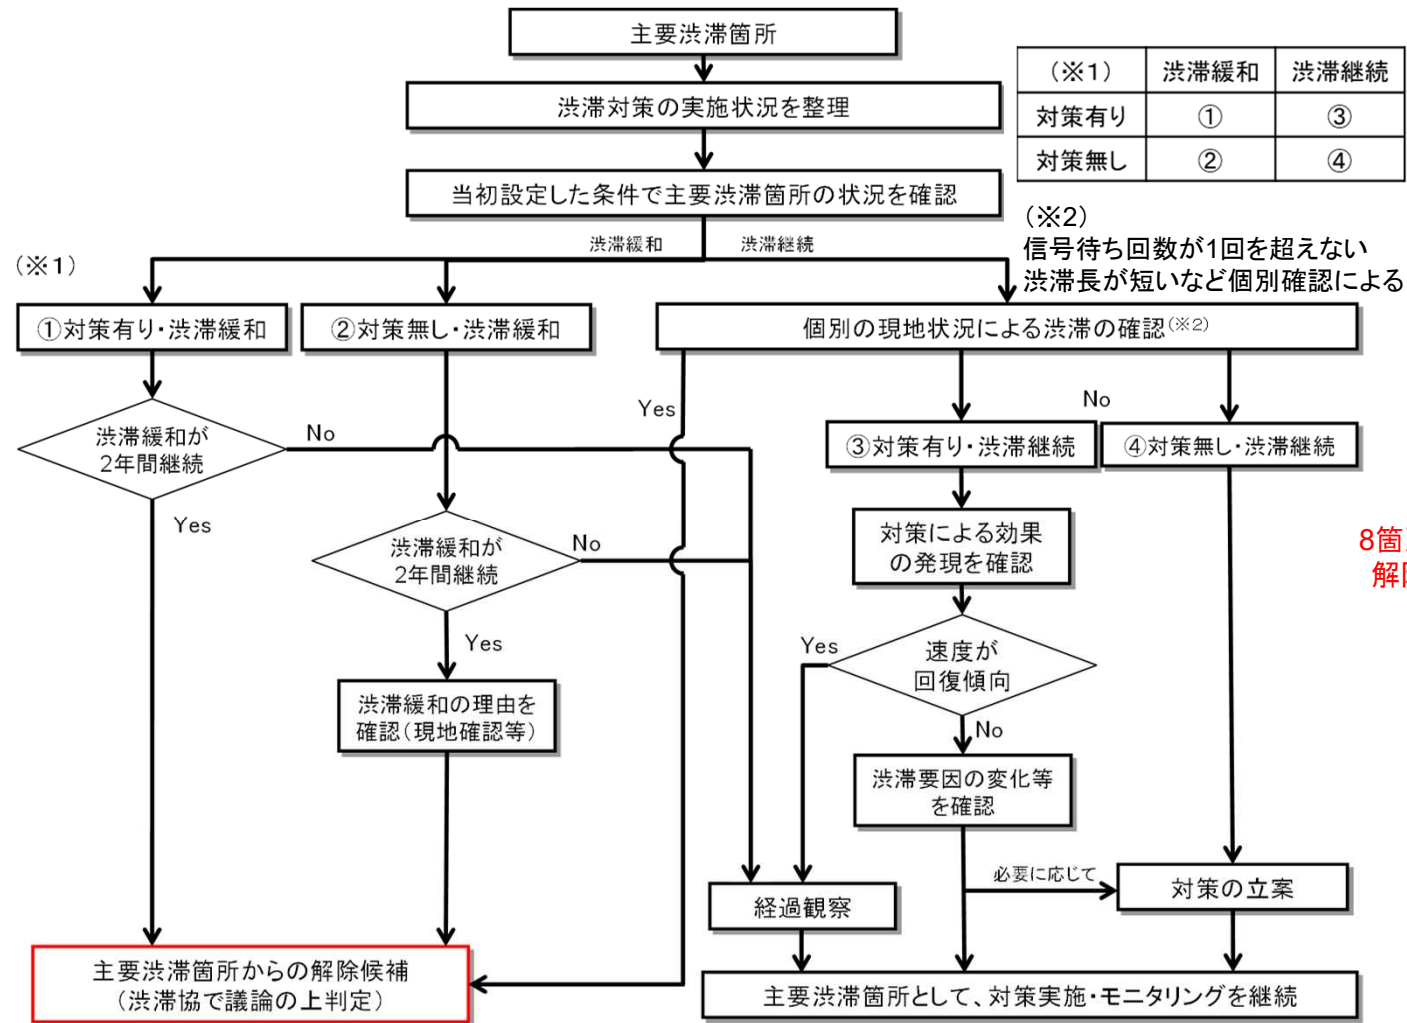 主要渋滞箇所
渋滞対策の実施状況を整理
当初設定した条件で主要渋滞箇所の状況を確認
(※1) 渋滞緩和 渋滞継続
対策有り ① ③
対策無し ② ④
(※2)
信号待ち回数が1回を超えない
渋滞長が短いなど個別確認による
渋滞緩和 渋滞継続
(※1)
①対策有り・渋滞緩和
②対策無し・渋滞緩和
個別の現地状況による渋滞の確認(※2)
Yes
No
渋滞緩和が
2年間継続
No
Yes
③対策有り・渋滞継続
④対策無し・渋滞継続
渋滞緩和が
2年間継続
No
Yes
対策による効果
の発現を確認
8箇
速度が
回復傾向
Yes
No
渋滞緩和の理由を
確認(現地確認等)
渋滞要因の変化等
を確認
必要に応じて
対策の立案
経過観察
主要渋滞箇所からの解除候補
(渋滞協で議論の上判定)
主要渋滞箇所として、対策実施・モニタリングを継続